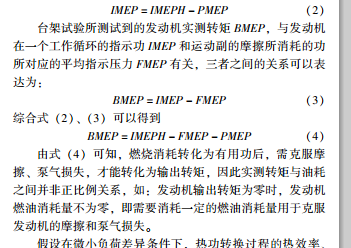 IMEP = IMEPH − PMEP (2)
台架试验所测试到的发动机实测转矩 BMEP，与发动机
在一个工作循环的指示功 IMEP 和运动副的摩擦所消耗的功
所对应的平均指示压力 FMEP 有关，三者之间的关系可以表
达为：
BMEP = IMEP − FMEP (3)
综合式（2）、（3）可以得到
BMEP = IMEPH − FMEP − PMEP (4)
由式（4）可知，燃烧消耗转化为有用功后，需克服摩
擦、泵气损失，才能转化为输出转矩，因此实测转矩与油耗
之间并非正比例关系，如：发动机输出转矩为零时，发动机
燃油消耗量不为零，即需要消耗一定的燃油消耗量用于克服
发动机的摩擦和泵气损失。
假设在微小负荷差异条件下，热功转换过程的热效率、